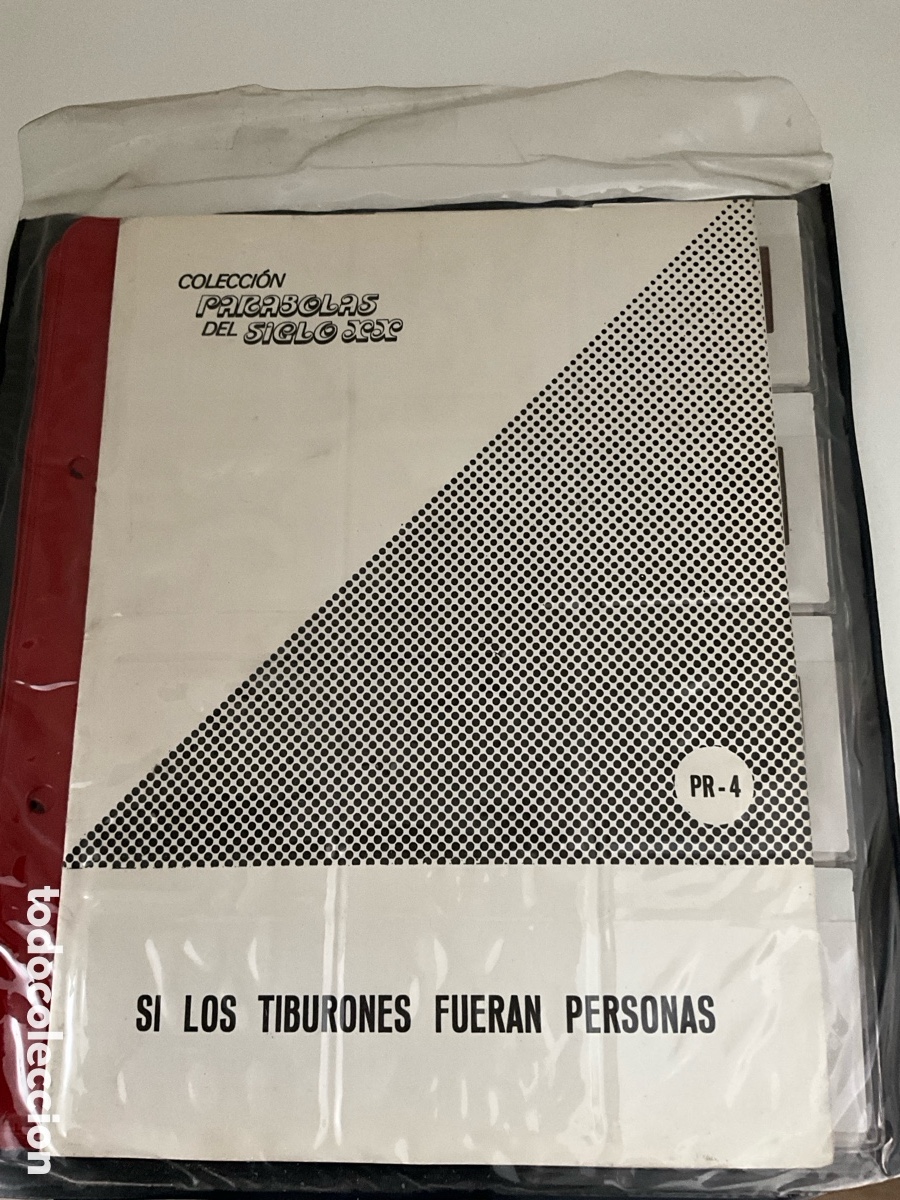 COLECCIÓN
PARABOLAS
DEL SIGLO XX
PR-4
SI LOS TIBURONES FUERAN PERSONAS
todocoleccion